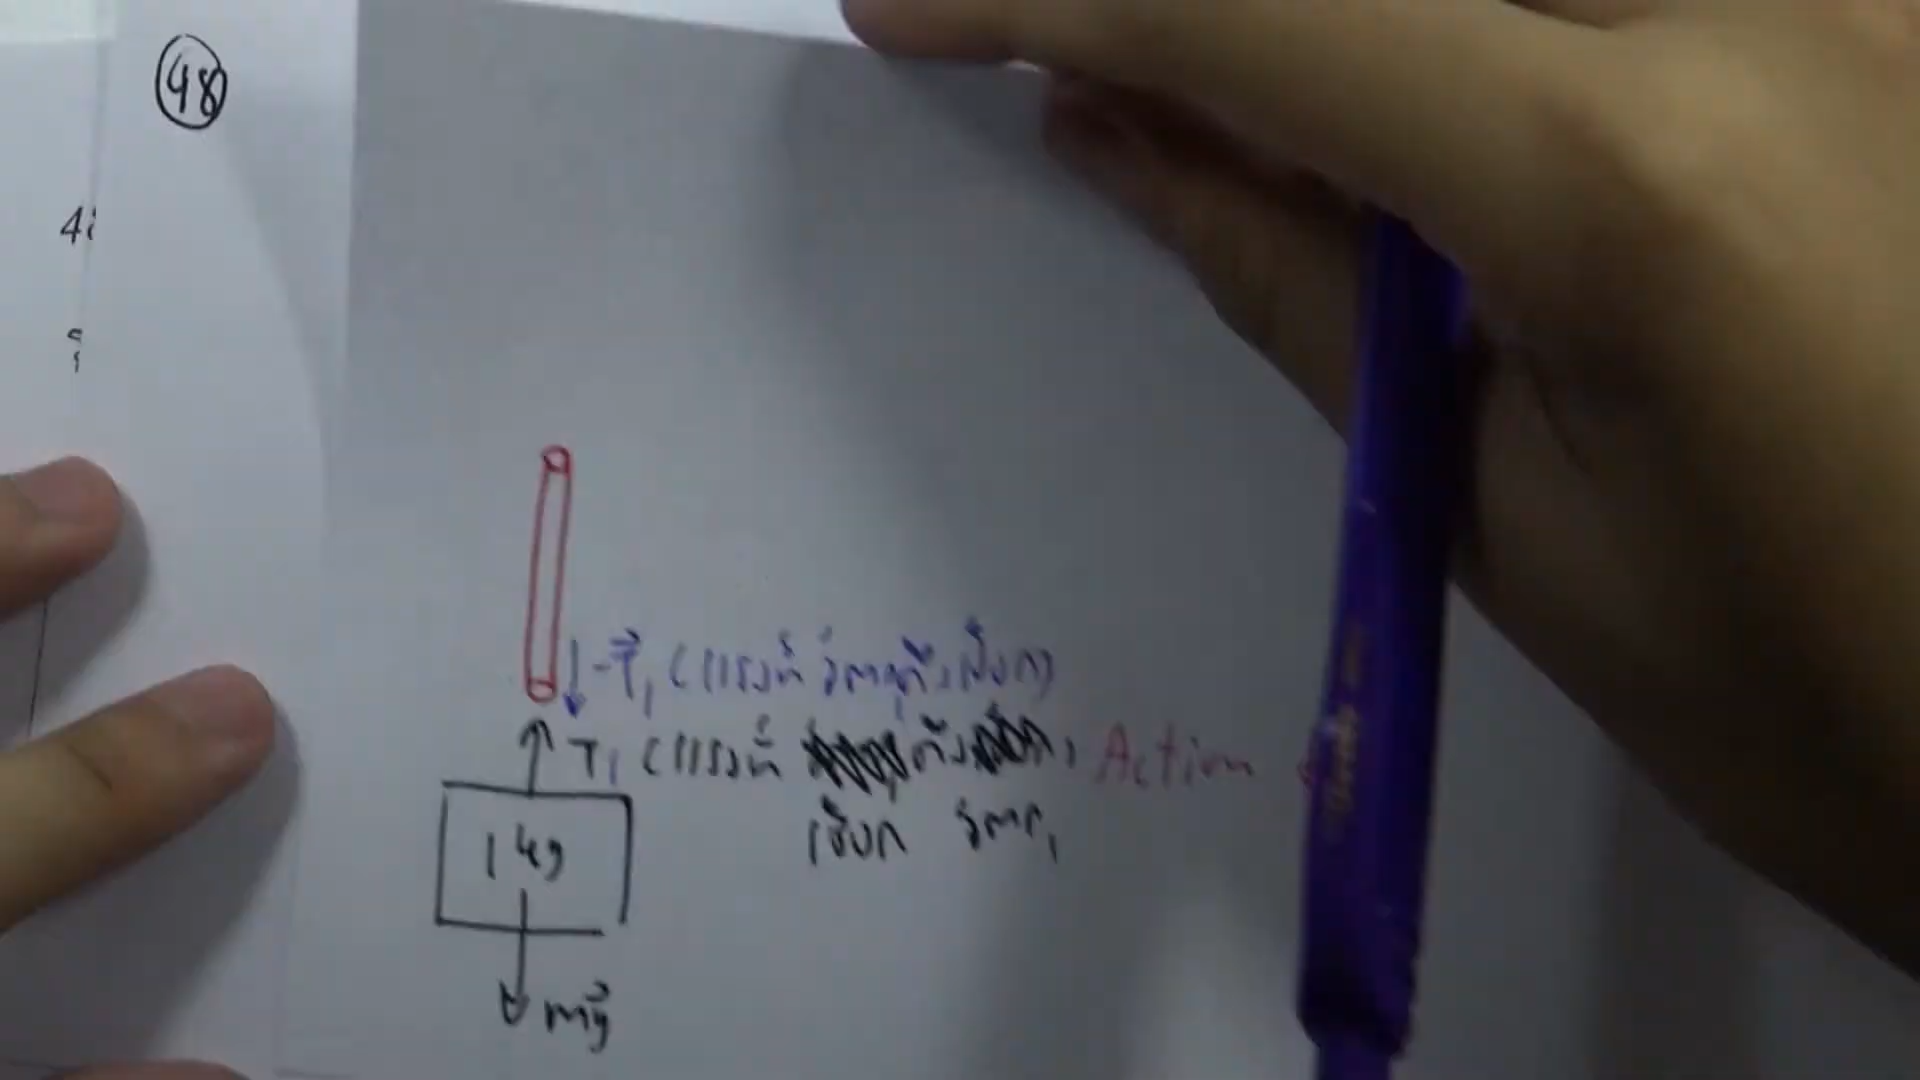 48
-T⃗₁ (แรงที่ วัตถุดึงเชือก)
T₁ (แรงที่ ดึง) Action
เชือก วัตถุ
1 kg
mg⃗